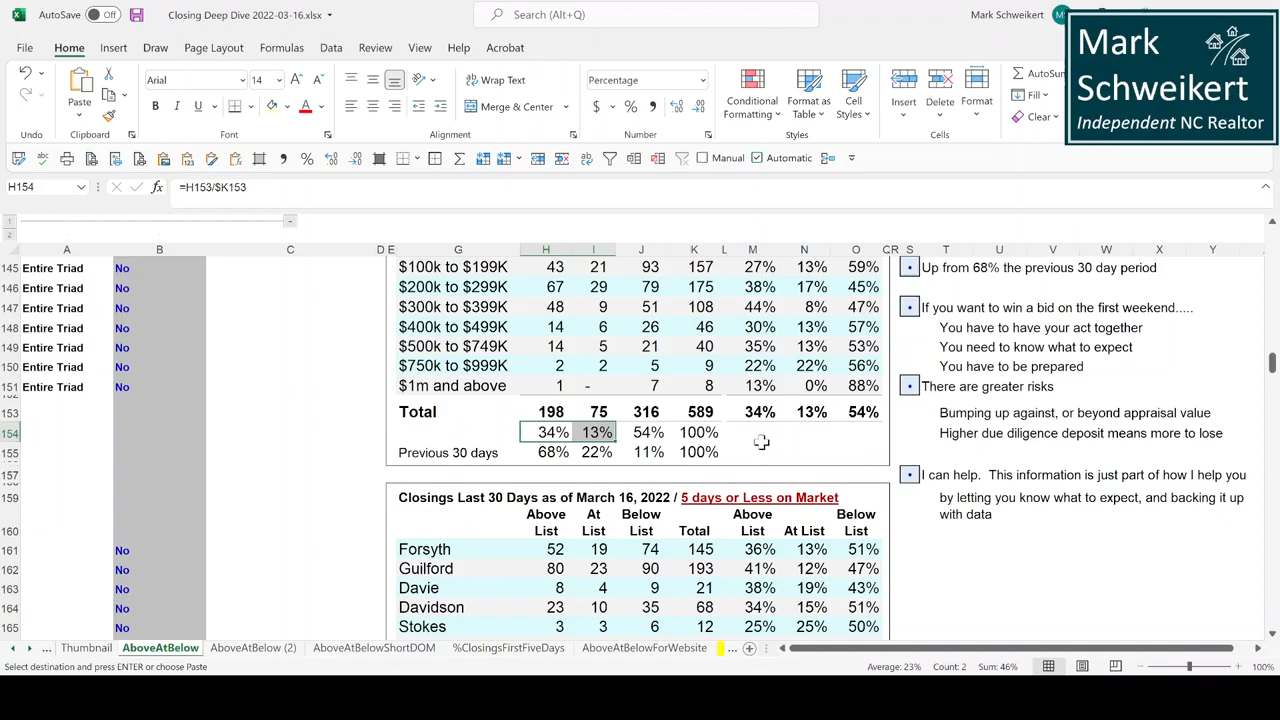 AutoSave Off Closing Deep Dive 2022-03-16.xlsx Search (Alt+Q) Mark Schweikert
Mark
Schweikert
Independent NC Realtor
File Home Insert Draw Page Layout Formulas Data Review View Help Acrobat
Arial 14 Wrap Text Percentage AutoSum
Paste Merge & Center Conditional Formatting Format as Table Cell Styles Insert Delete Format Fill
Clear
Undo Clipboard Font Alignment Number Styles Cells
Manual Automatic
H154 =H153/$K153
1
2
A B C D E G H I J K L M N O C R S T U V W X Y
145 Entire Triad No $100k to $199K 43 21 93 157 27% 13% 59% • Up from 68% the previous 30 day period
146 Entire Triad No $200k to $299K 67 29 79 175 38% 17% 45%
147 Entire Triad No $300k to $399K 48 9 51 108 44% 8% 47% • If you want to win a bid on the first weekend.....
148 Entire Triad No $400k to $499K 14 6 26 46 30% 13% 57% You have to have your act together
149 Entire Triad No $500k to $749K 14 5 21 40 35% 13% 53% You need to know what to expect
150 Entire Triad No $750k to $999K 2 2 5 9 22% 22% 56% You have to be prepared
151 Entire Triad No $1m and above 1 - 7 8 13% 0% 88% • There are greater risks
153 Total 198 75 316 589 34% 13% 54% Bumping up against, or beyond appraisal value
154 34% 13% 54% 100% Higher due diligence deposit means more to lose
155 Previous 30 days 68% 22% 11% 100%
157 • I can help. This information is just part of how I help you
159 Closings Last 30 Days as of March 16, 2022 / 5 days or Less on Market by letting you know what to expect, and backing it up
Above At Below Above Below with data
160 List List List Total List At List List
161 No Forsyth 52 19 74 145 36% 13% 51%
162 No Guilford 80 23 90 193 41% 12% 47%
163 No Davie 8 4 9 21 38% 19% 43%
164 No Davidson 23 10 35 68 34% 15% 51%
165 No Stokes 3 3 6 12 25% 25% 50%
... Thumbnail AboveAtBelow AboveAtBelow (2) AboveAtBelowShortDOM %ClosingsFirstFiveDays AboveAtBelowForWebsite ...
Select destination and press ENTER or choose Paste Average: 23% Count: 2 Sum: 46% 100%